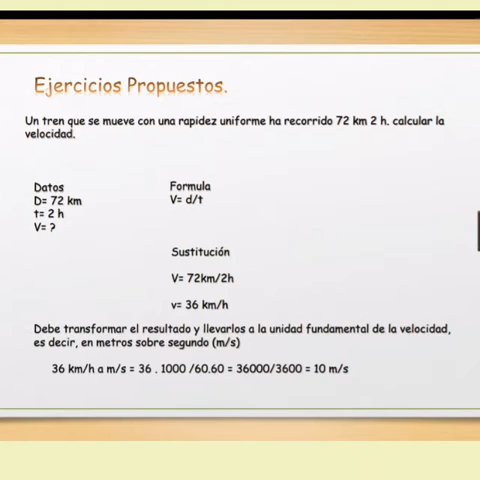 Ejercicios Propuestos.
Un tren que se mueve con una rapidez uniforme ha recorrido 72 km 2 h. calcular la
velocidad.
Datos
D= 72 km
t= 2 h
V= ?
Formula
V= d/t
Sustitución
V= 72km/2h
v= 36 km/h
Debe transformar el resultado y llevarlos a la unidad fundamental de la velocidad,
es decir, en metros sobre segundo (m/s)
36 km/h a m/s = 36 . 1000 /60.60 = 36000/3600 = 10 m/s